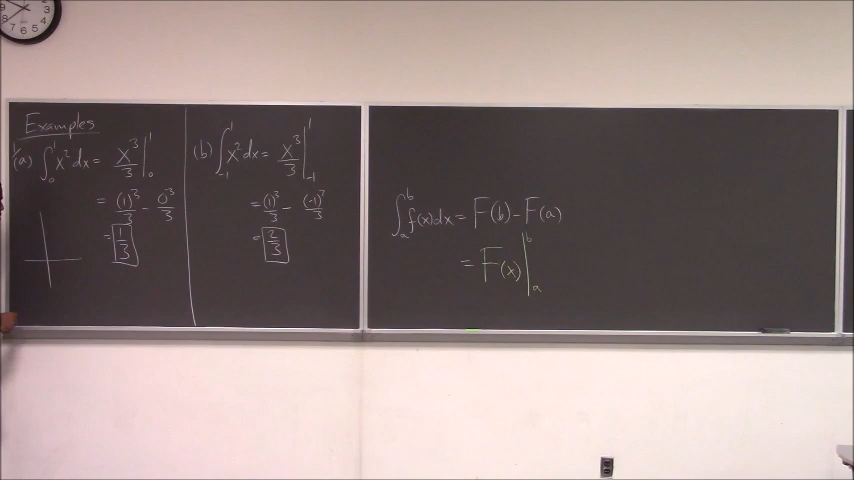 Examples
1.(a) ∫₀¹ x² dx = x³/3 |₀¹
= (1)³/3 - 0³/3
= 1/3
(b) ∫₋₁¹ x² dx = x³/3 |₋₁¹
= (1)³/3 - (-1)³/3
= 2/3
∫ₐᵇ f(x)dx = F(b) - F(a)
= F(x) |ₐᵇ